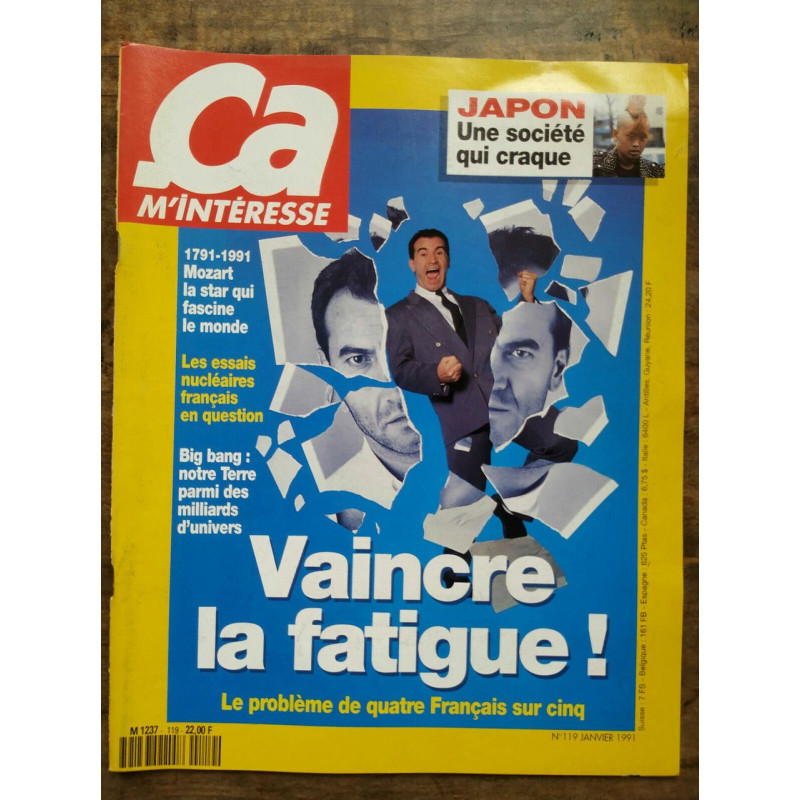 Ça
M'INTÉRESSE
JAPON
Une société
qui craque
1791-1991
Mozart
la star qui
fascine
le monde
Les essais
nucléaires
français
en question
Big bang :
notre Terre
parmi des
milliards
d'univers
Vaincre
la fatigue !
Le problème de quatre Français sur cinq
M 1237 - 119 - 22,00 F
N°119 JANVIER 1991
Suisse : 7 FS - Belgique : 161 FB - Espagne : 625 Ptas - Canada : 6,75 $ - Italie : 6400 L - Antilles, Guyane, Réunion : 24,20 F